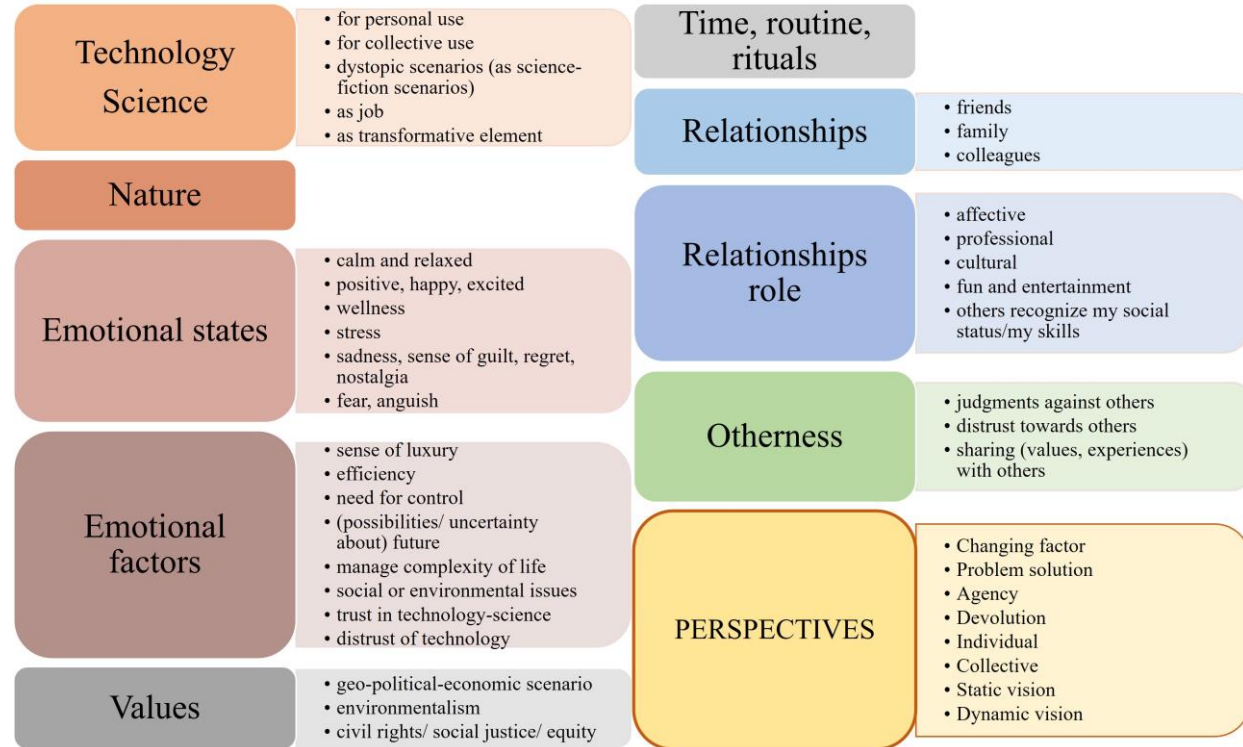 Technology
Science
• for personal use
• for collective use
• dystopic scenarios (as science-
fiction scenarios)
• as job
• as transformative element
Nature
Emotional states
• calm and relaxed
• positive, happy, excited
• wellness
• stress
• sadness, sense of guilt, regret,
nostalgia
• fear, anguish
Emotional
factors
• sense of luxury
• efficiency
• need for control
• (possibilities/ uncertainty
about) future
• manage complexity of life
• social or environmental issues
• trust in technology-science
• distrust of technology
Values
• geo-political-economic scenario
• environmentalism
• civil rights/ social justice/ equity
Time, routine,
rituals
Relationships
• friends
• family
• colleagues
Relationships
role
• affective
• professional
• cultural
• fun and entertainment
• others recognize my social
status/my skills
Otherness
• judgments against others
• distrust towards others
• sharing (values, experiences)
with others
PERSPECTIVES
• Changing factor
• Problem solution
• Agency
• Devolution
• Individual
• Collective
• Static vision
• Dynamic vision